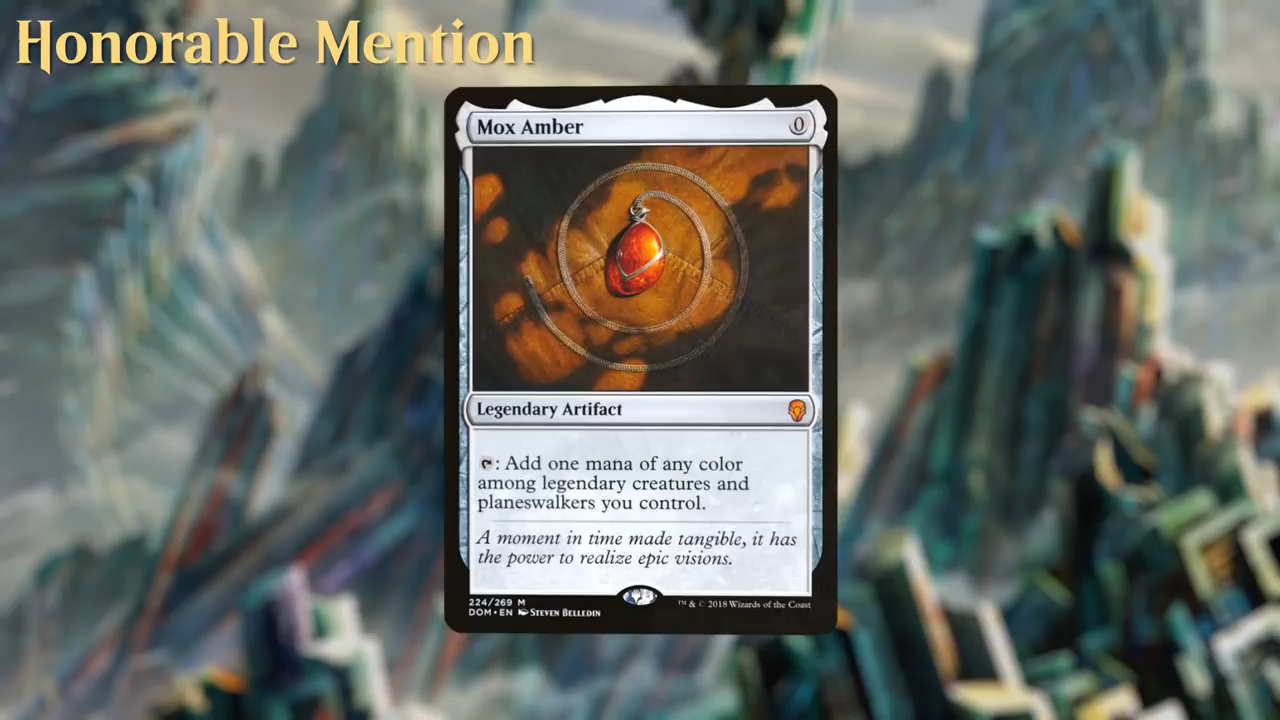 Honorable Mention
Mox Amber 0
Legendary Artifact
: Add one mana of any color
among legendary creatures and
planeswalkers you control.
A moment in time made tangible, it has
the power to realize epic visions.
224/269 M
DOM • EN Steven Belledin
™ & © 2018 Wizards of the Coast